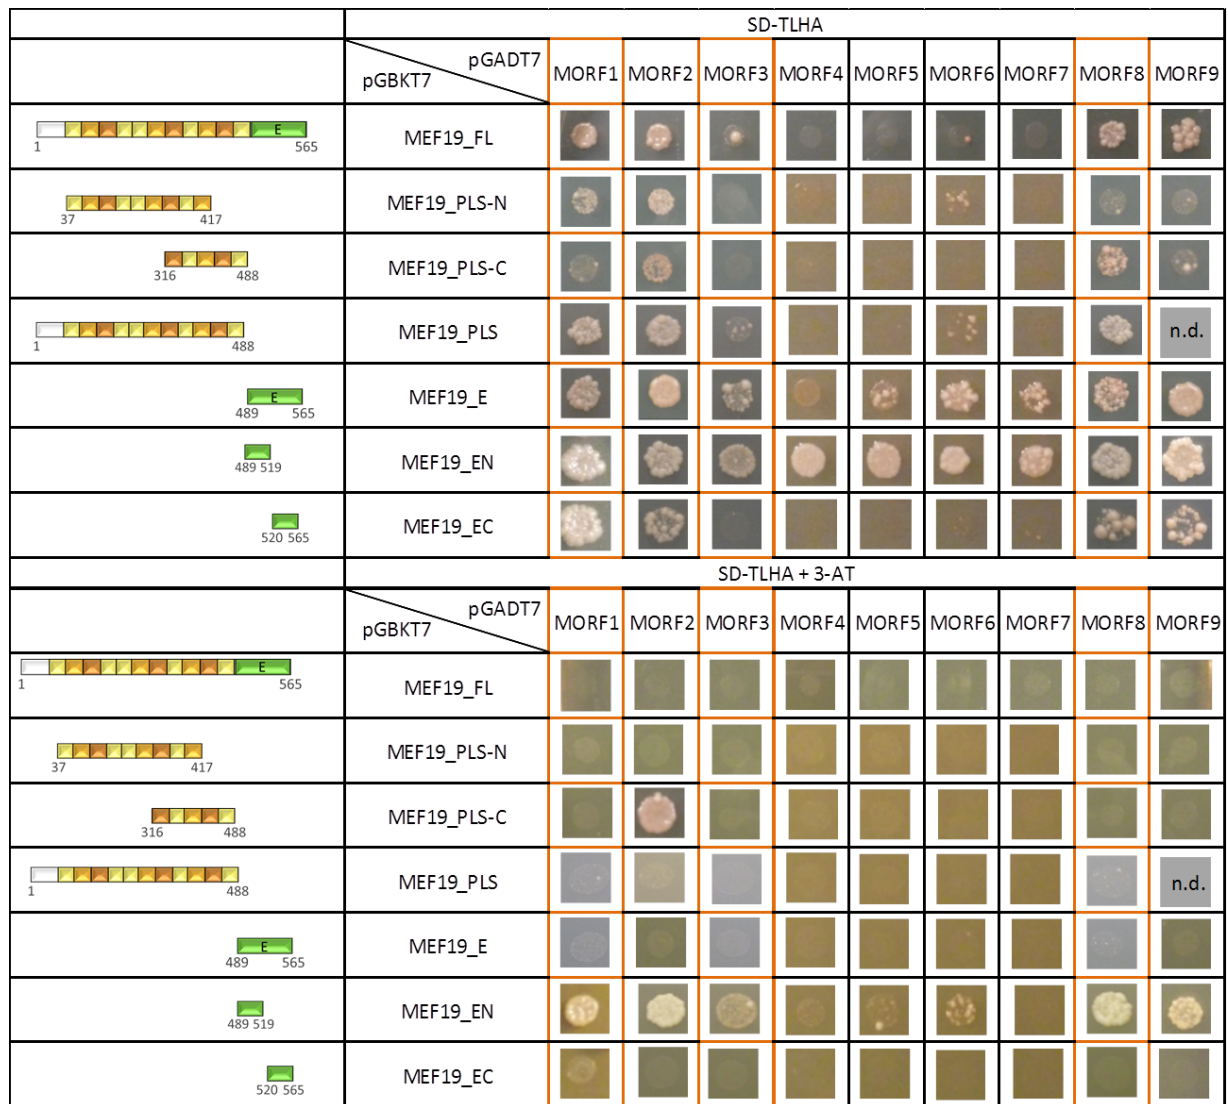 SD-TLHA
pGADT7
pGBKT7
MORF1 MORF2 MORF3 MORF4 MORF5 MORF6 MORF7 MORF8 MORF9
E
1 565
MEF19_FL
37 417
MEF19_PLS-N
316 488
MEF19_PLS-C
1 488
MEF19_PLS
n.d.
E
489 565
MEF19_E
489 519
MEF19_EN
520 565
MEF19_EC
SD-TLHA + 3-AT
pGADT7
pGBKT7
MORF1 MORF2 MORF3 MORF4 MORF5 MORF6 MORF7 MORF8 MORF9
E
1 565
MEF19_FL
37 417
MEF19_PLS-N
316 488
MEF19_PLS-C
1 488
MEF19_PLS
n.d.
E
489 565
MEF19_E
489 519
MEF19_EN
520 565
MEF19_EC